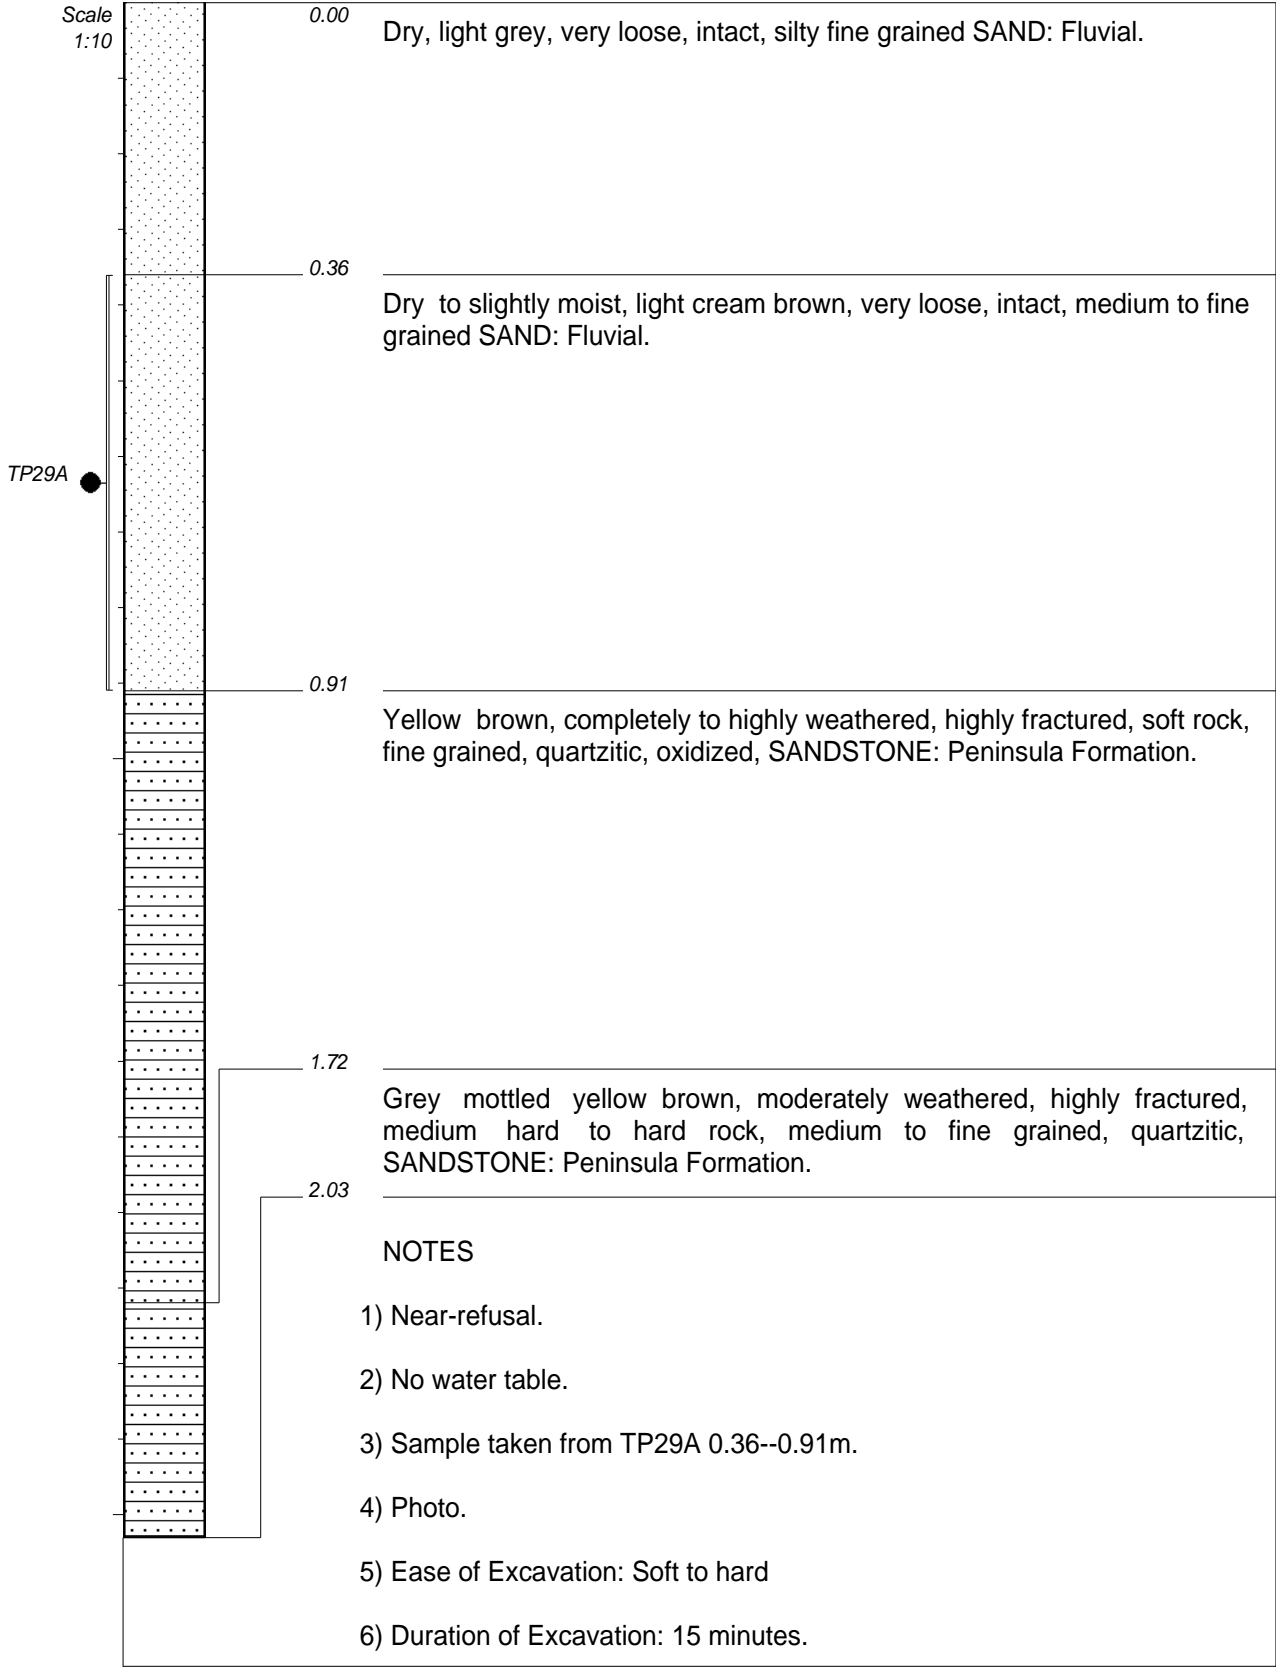 Scale
1:10
0.00
Dry, light grey, very loose, intact, silty fine grained SAND: Fluvial.
0.36
Dry to slightly moist, light cream brown, very loose, intact, medium to fine
grained SAND: Fluvial.
TP29A
0.91
Yellow brown, completely to highly weathered, highly fractured, soft rock,
fine grained, quartzitic, oxidized, SANDSTONE: Peninsula Formation.
1.72
Grey mottled yellow brown, moderately weathered, highly fractured,
medium hard to hard rock, medium to fine grained, quartzitic,
SANDSTONE: Peninsula Formation.
2.03
NOTES
1) Near-refusal.
2) No water table.
3) Sample taken from TP29A 0.36--0.91m.
4) Photo.
5) Ease of Excavation: Soft to hard
6) Duration of Excavation: 15 minutes.